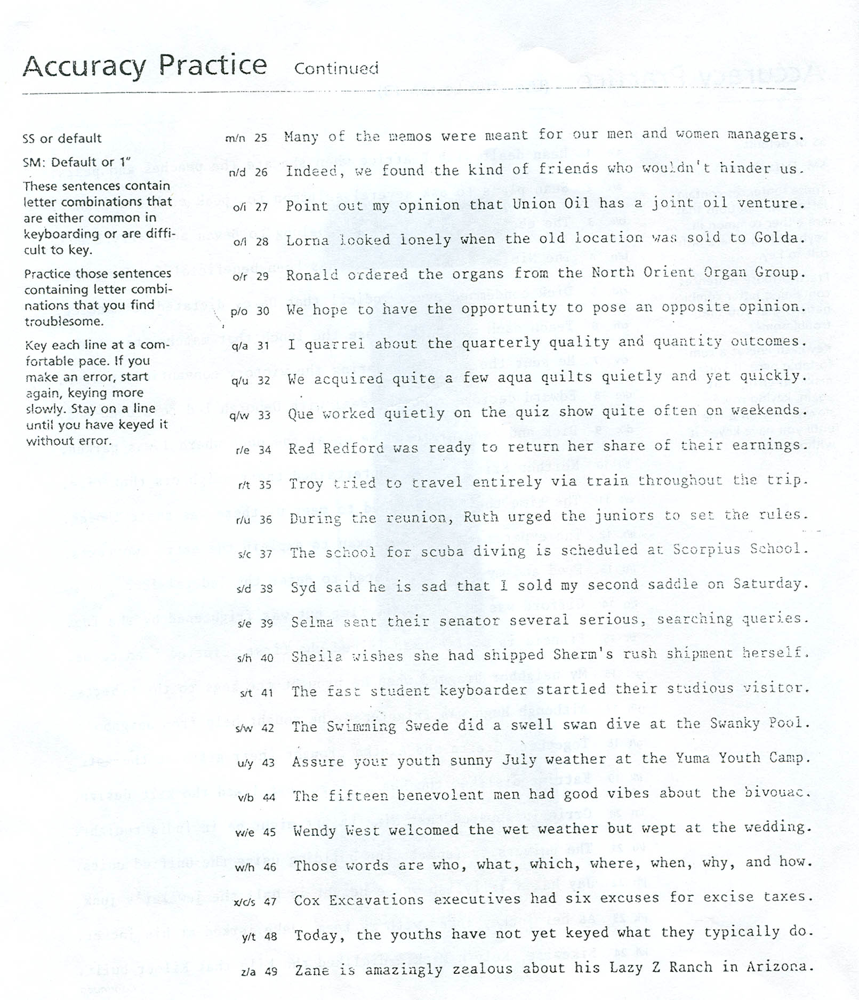 Accuracy Practice Continued
SS or default
SM: Default or 1"
These sentences contain
letter combinations that
are either common in
keyboarding or are diffi-
cult to key.
Practice those sentences
containing letter combi-
nations that you find
troublesome.
Key each line at a com-
fortable pace. If you
make an error, start
again, keying more
slowly. Stay on a line
until you have keyed it
without error.
m/n 25 Many of the memos were meant for our men and women managers.
n/d 26 Indeed, we found the kind of friends who wouldn't hinder us.
o/i 27 Point out my opinion that Union Oil has a joint oil venture.
o/l 28 Lorna looked lonely when the old location was sold to Golda.
o/r 29 Ronald ordered the organs from the North Orient Organ Group.
p/o 30 We hope to have the opportunity to pose an opposite opinion.
q/a 31 I quarrel about the quarterly quality and quantity outcomes.
q/u 32 We acquired quite a few aqua quilts quietly and yet quickly.
q/w 33 Que worked quietly on the quiz show quite often on weekends.
r/e 34 Red Redford was ready to return her share of their earnings.
r/t 35 Troy tried to travel entirely via train throughout the trip.
r/u 36 During the reunion, Ruth urged the juniors to set the rules.
s/c 37 The school for scuba diving is scheduled at Scorpius School.
s/d 38 Syd said he is sad that I sold my second saddle on Saturday.
s/e 39 Selma sent their senator several serious, searching queries.
s/h 40 Sheila wishes she had shipped Sherm's rush shipment herself.
s/t 41 The fast student keyboarder startled their studious visitor.
s/w 42 The Swimming Swede did a swell swan dive at the Swanky Pool.
u/y 43 Assure your youth sunny July weather at the Yuma Youth Camp.
v/b 44 The fifteen benevolent men had good vibes about the bivouac.
w/e 45 Wendy West welcomed the wet weather but wept at the wedding.
w/h 46 Those words are who, what, which, where, when, why, and how.
x/c/s 47 Cox Excavations executives had six excuses for excise taxes.
y/t 48 Today, the youths have not yet keyed what they typically do.
z/a 49 Zane is amazingly zealous about his Lazy Z Ranch in Arizona.